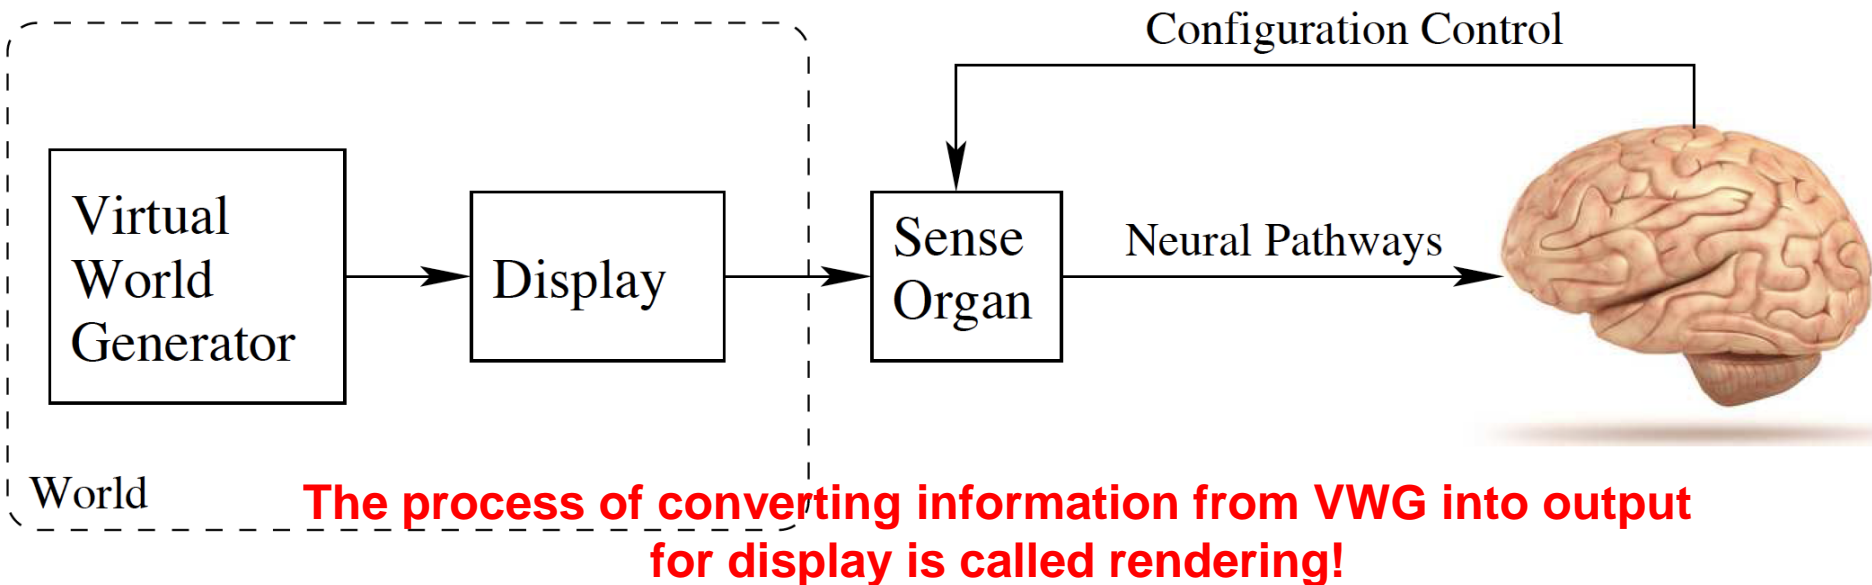 Configuration Control
Virtual
World
Generator
Display
Sense
Organ
Neural Pathways
World
The process of converting information from VWG into output
for display is called rendering!